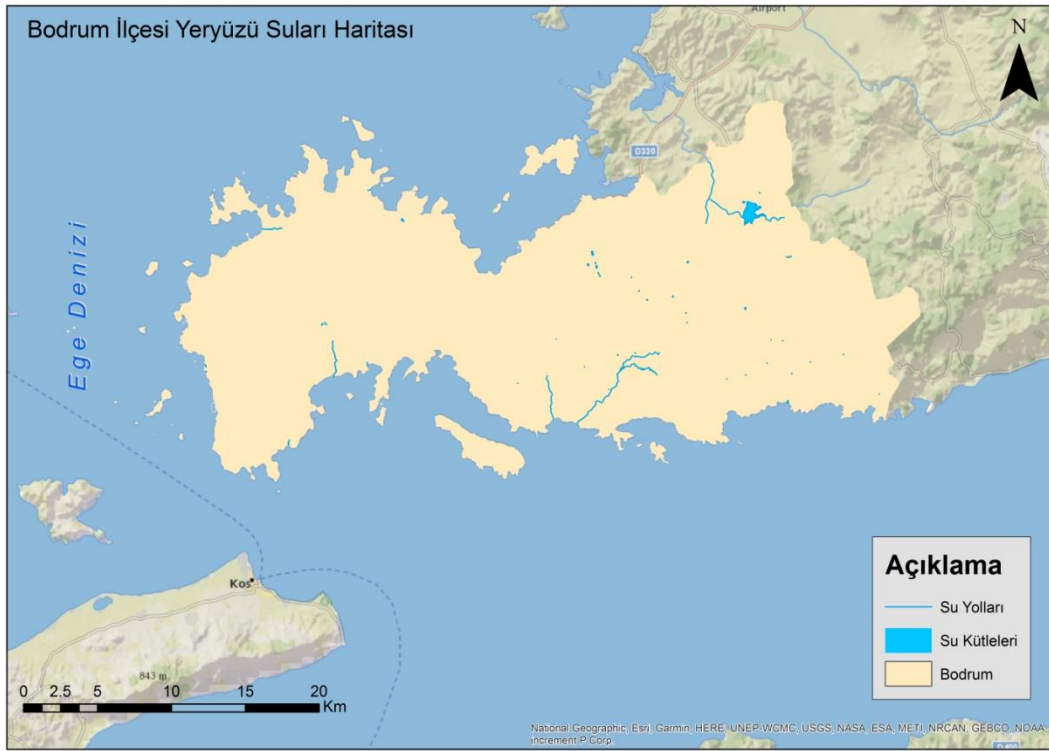 Bodrum İlçesi Yeryüzü Suları Haritası
Airport
N
D330
Ege Denizi
Kos
843 m
0 2.5 5 10 15 20
Km
Açıklama
Su Yolları
Su Kütleleri
Bodrum
National Geographic, Esri, Garmin, HERE, UNEP-WCMC, USGS, NASA, ESA, METI, NRCAN, GEBCO, NOAA,
increment P Corp.
D400